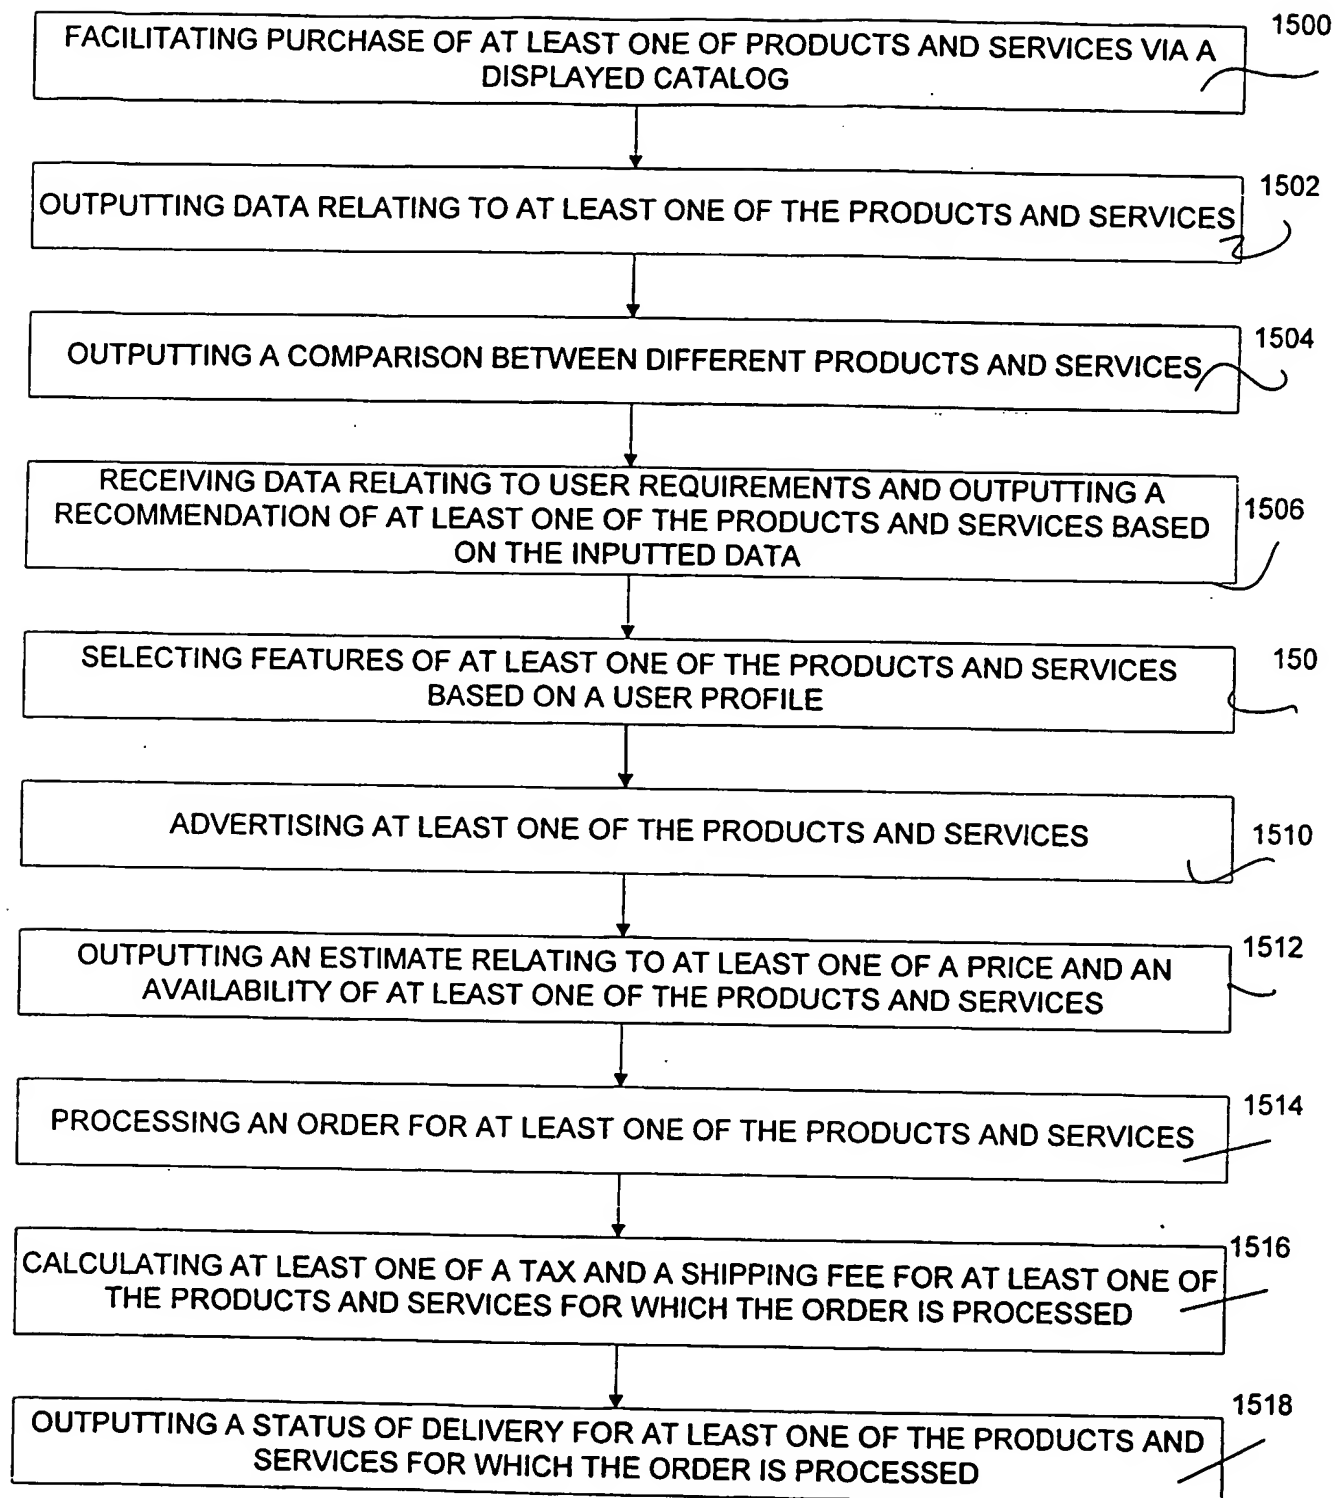 1500
FACILITATING PURCHASE OF AT LEAST ONE OF PRODUCTS AND SERVICES VIA A
DISPLAYED CATALOG
1502
OUTPUTTING DATA RELATING TO AT LEAST ONE OF THE PRODUCTS AND SERVICES
1504
OUTPUTTING A COMPARISON BETWEEN DIFFERENT PRODUCTS AND SERVICES
RECEIVING DATA RELATING TO USER REQUIREMENTS AND OUTPUTTING A
RECOMMENDATION OF AT LEAST ONE OF THE PRODUCTS AND SERVICES BASED
ON THE INPUTTED DATA
1506
SELECTING FEATURES OF AT LEAST ONE OF THE PRODUCTS AND SERVICES
BASED ON A USER PROFILE
150
ADVERTISING AT LEAST ONE OF THE PRODUCTS AND SERVICES
1510
OUTPUTTING AN ESTIMATE RELATING TO AT LEAST ONE OF A PRICE AND AN
AVAILABILITY OF AT LEAST ONE OF THE PRODUCTS AND SERVICES
1512
PROCESSING AN ORDER FOR AT LEAST ONE OF THE PRODUCTS AND SERVICES
1514
CALCULATING AT LEAST ONE OF A TAX AND A SHIPPING FEE FOR AT LEAST ONE OF
THE PRODUCTS AND SERVICES FOR WHICH THE ORDER IS PROCESSED
1516
OUTPUTTING A STATUS OF DELIVERY FOR AT LEAST ONE OF THE PRODUCTS AND
SERVICES FOR WHICH THE ORDER IS PROCESSED
1518